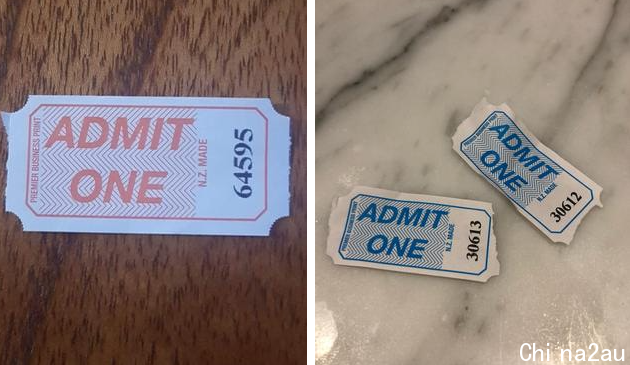 PREMIER BUSINESS PRINT
ADMIT
ONE
N.Z. MADE
64595
ADMIT
ONE
N.Z. MADE
30612
PREMIER BUSINESS PRINT
ADMIT
ONE
N.Z. MADE
30613
Chi na2au